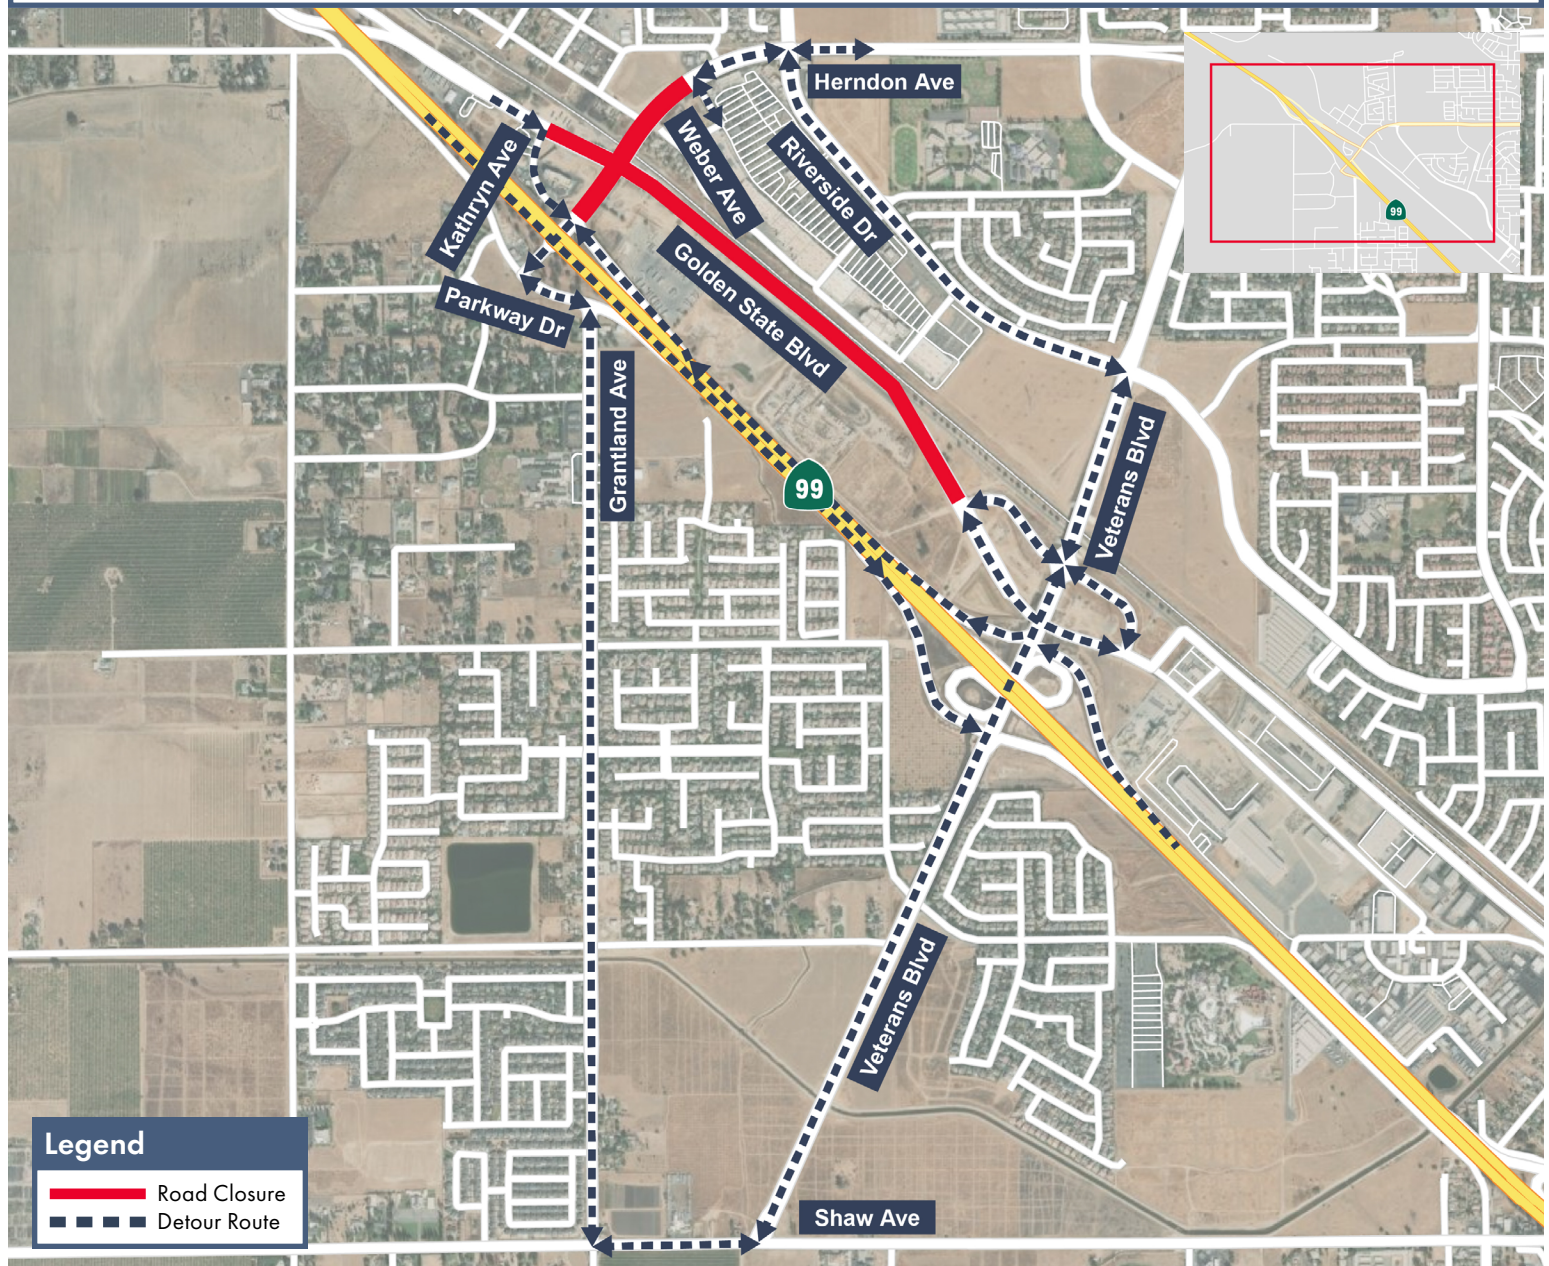 Herndon Ave
Weber Ave
Riverside Dr
Kathryn Ave
99
Golden State Blvd
Parkway Dr
Grantland Ave
Veterans Blvd
99
Veterans Blvd
Legend
Road Closure
Detour Route
Shaw Ave